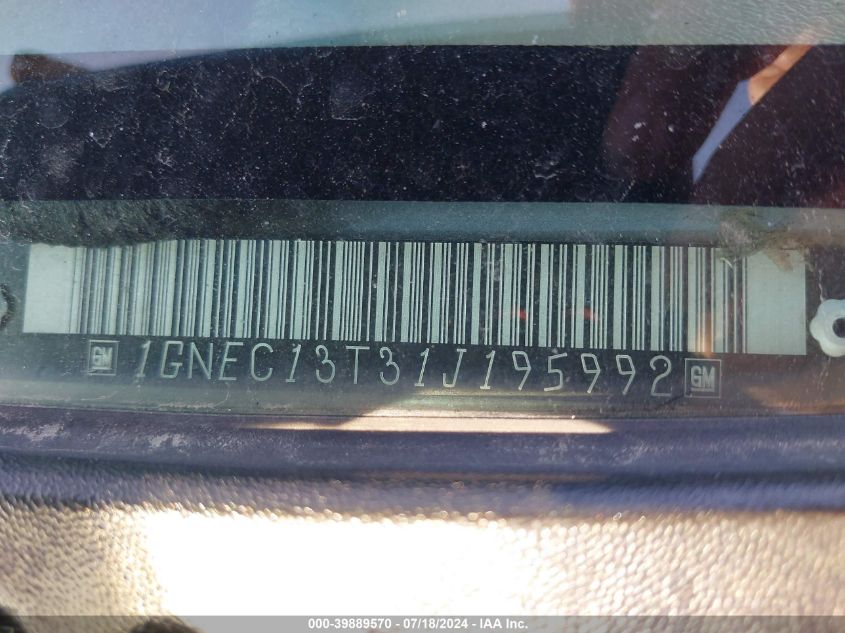 GM 1GNEC13T31J195992 GM
000-39889570 / 07/18/2024 - IAA Inc.